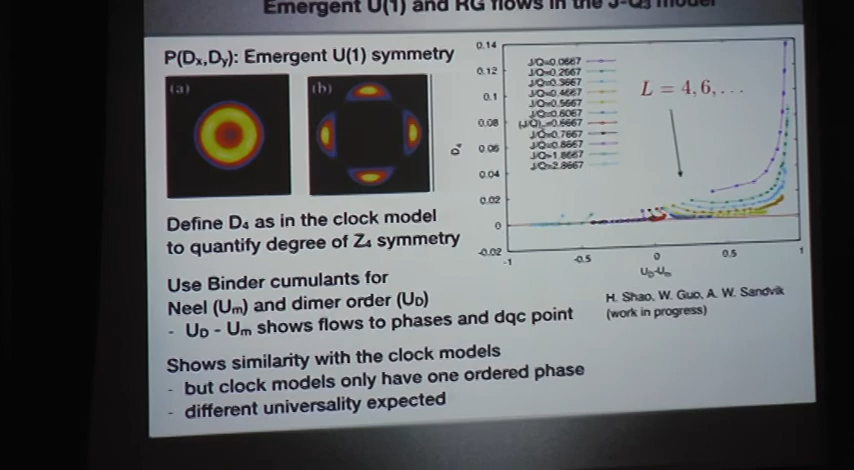 Emergent U(1) and RG flows in the J-Q₃ model
P(Dₓ,Dᵧ): Emergent U(1) symmetry
(a)
(b)
Define D₄ as in the clock model
to quantify degree of Z₄ symmetry
Use Binder cumulants for
Neel (Uₘ) and dimer order (U_D)
- U_D - Uₘ shows flows to phases and dqc point
Shows similarity with the clock models
- but clock models only have one ordered phase
- different universality expected
0.14
0.12
0.1
0.08
0.06
0.04
0.02
0
-0.02
D₄
-1
-0.5
0
0.5
1
U_D-Uₘ
J/Q=0.0667
J/Q=0.2667
J/Q=0.3667
J/Q=0.4667
J/Q=0.5667
J/Q=0.6067
J/Q=0.7667
J/Q=0.8667
J/Q=1.8667
J/Q=2.8667
L = 4, 6, . . .
H. Shao, W. Guo, A. W. Sandvik
(work in progress)